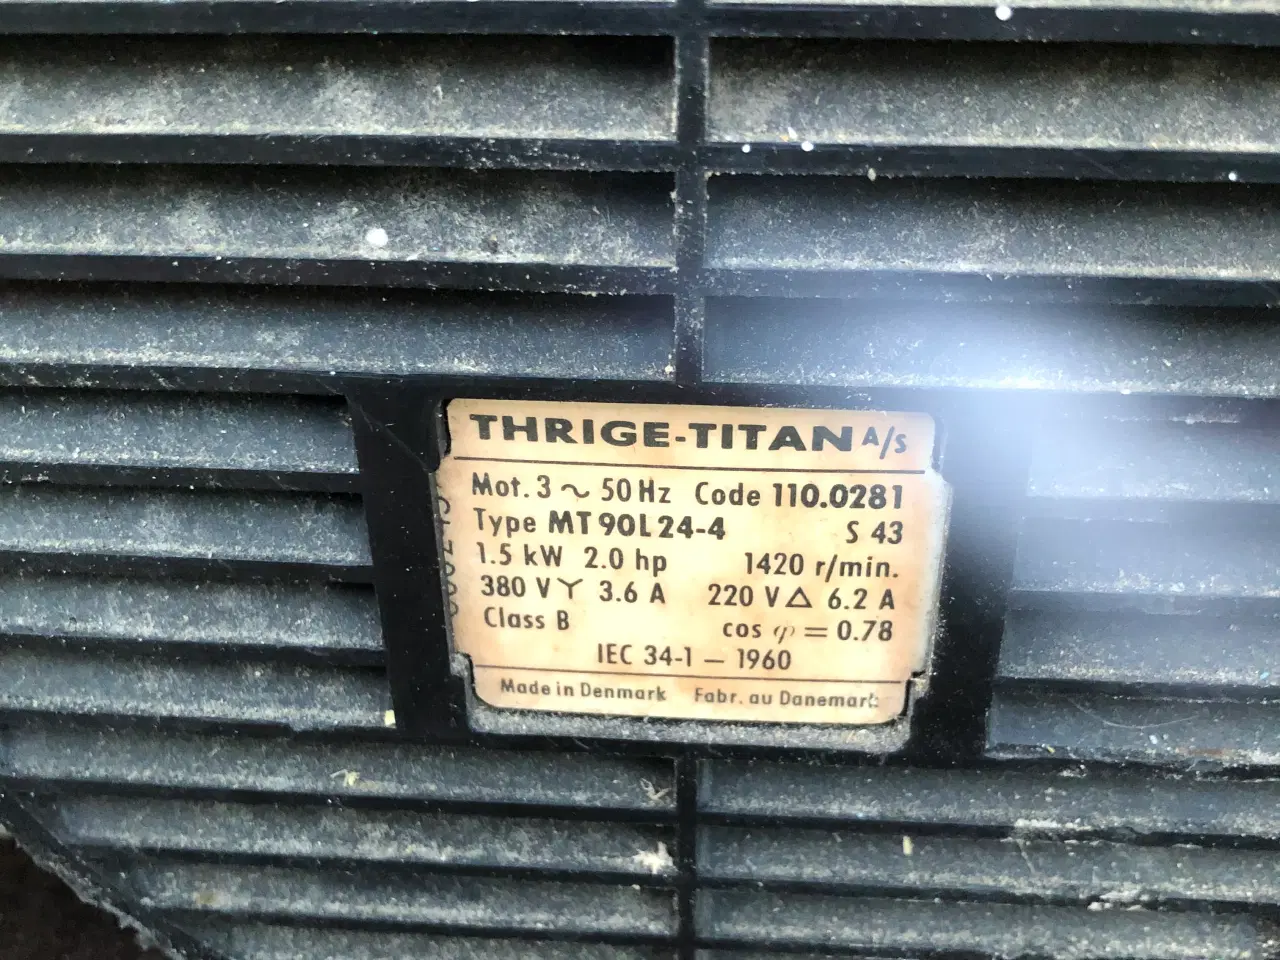 THRIGE-TITAN A/S
Mot. 3 ~ 50 Hz Code 110.0281
Type MT 90L 24-4 S 43
1.5 kW 2.0 hp 1420 r/min.
380 V Y 3.6 A 220 V △ 6.2 A
Class B cos φ = 0.78
IEC 34-1 — 1960
Made in Denmark Fabr. au Danemark